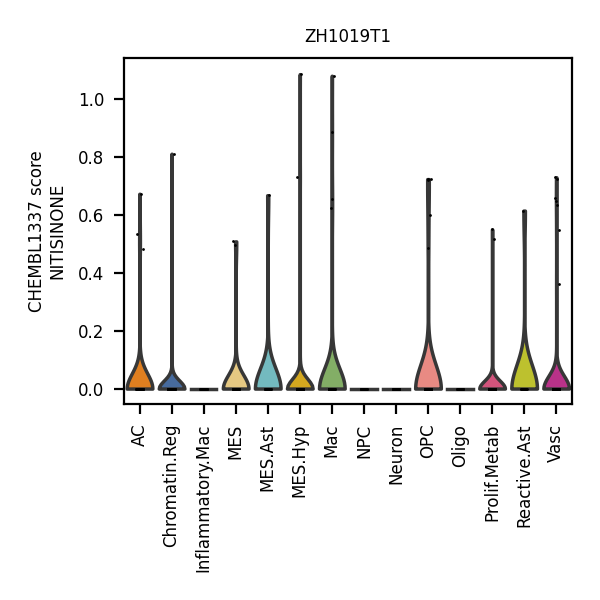 ZH1019T1
CHEMBL1337 score
NITISINONE
1.0
0.8
0.6
0.4
0.2
0.0
AC
Chromatin.Reg
Inflammatory.Mac
MES
MES.Ast
MES.Hyp
Mac
NPC
Neuron
OPC
Oligo
Prolif.Metab
Reactive.Ast
Vasc